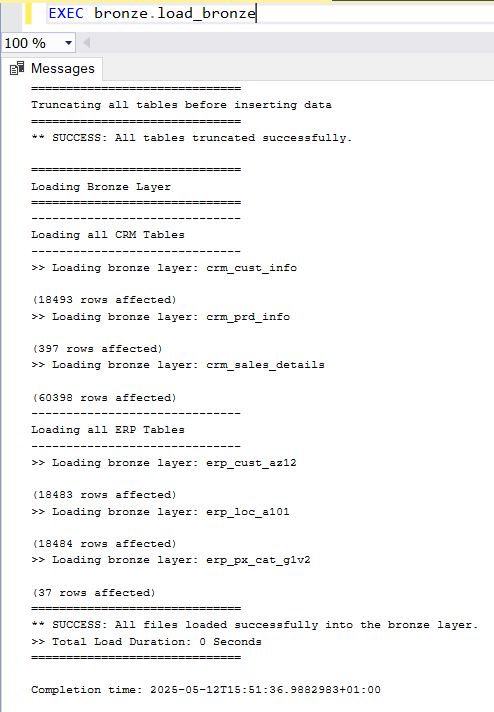 EXEC bronze.load_bronze
100 %
Messages
==============================
Truncating all tables before inserting data
==============================
** SUCCESS: All tables truncated successfully.
==============================
Loading Bronze Layer
==============================
------------------------------
Loading all CRM Tables
------------------------------
>> Loading bronze layer: crm_cust_info
(18493 rows affected)
>> Loading bronze layer: crm_prd_info
(397 rows affected)
>> Loading bronze layer: crm_sales_details
(60398 rows affected)
------------------------------
Loading all ERP Tables
------------------------------
>> Loading bronze layer: erp_cust_az12
(18483 rows affected)
>> Loading bronze layer: erp_loc_a101
(18484 rows affected)
>> Loading bronze layer: erp_px_cat_g1v2
(37 rows affected)
==============================
** SUCCESS: All files loaded successfully into the bronze layer.
>> Total Load Duration: 0 Seconds
==============================
Completion time: 2025-05-12T15:51:36.9882983+01:00